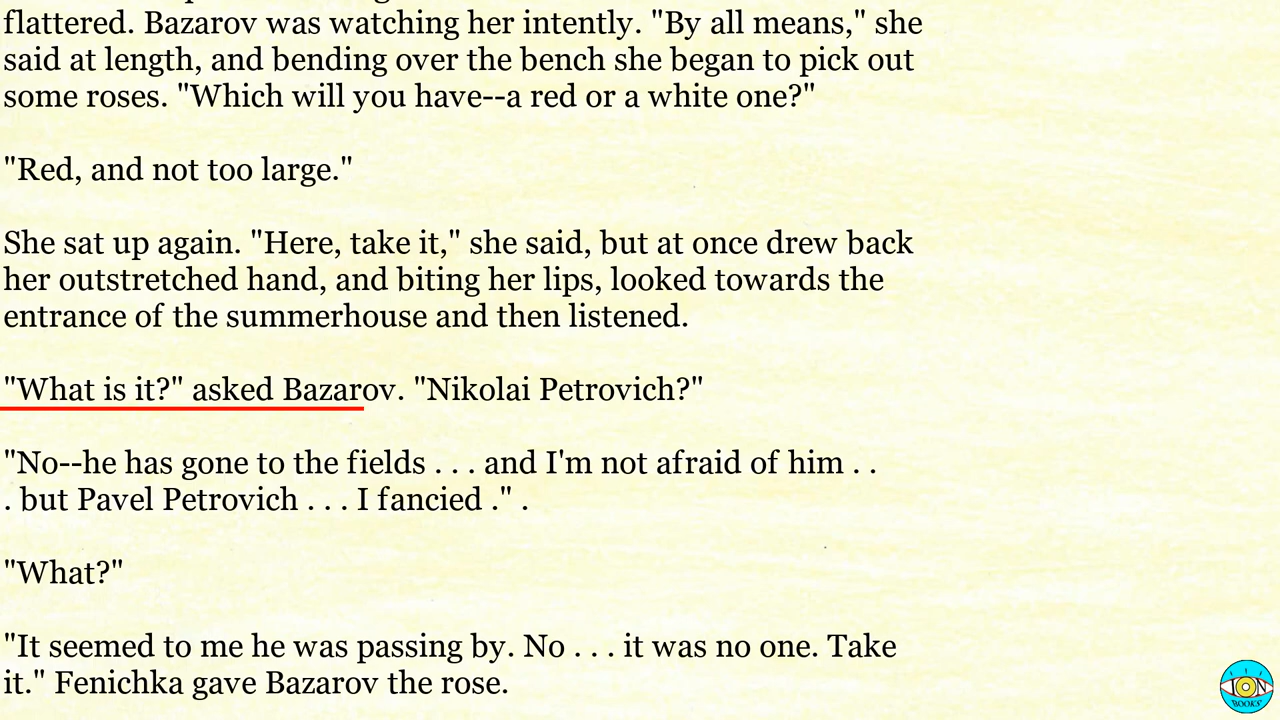 flattered. Bazarov was watching her intently. "By all means," she
said at length, and bending over the bench she began to pick out
some roses. "Which will you have--a red or a white one?"
"Red, and not too large."
She sat up again. "Here, take it," she said, but at once drew back
her outstretched hand, and biting her lips, looked towards the
entrance of the summerhouse and then listened.
"What is it?" asked Bazarov. "Nikolai Petrovich?"
"No--he has gone to the fields . . . and I'm not afraid of him . .
. but Pavel Petrovich . . . I fancied ." .
"What?"
"It seemed to me he was passing by. No . . . it was no one. Take
it." Fenichka gave Bazarov the rose.
ION
BOOKS